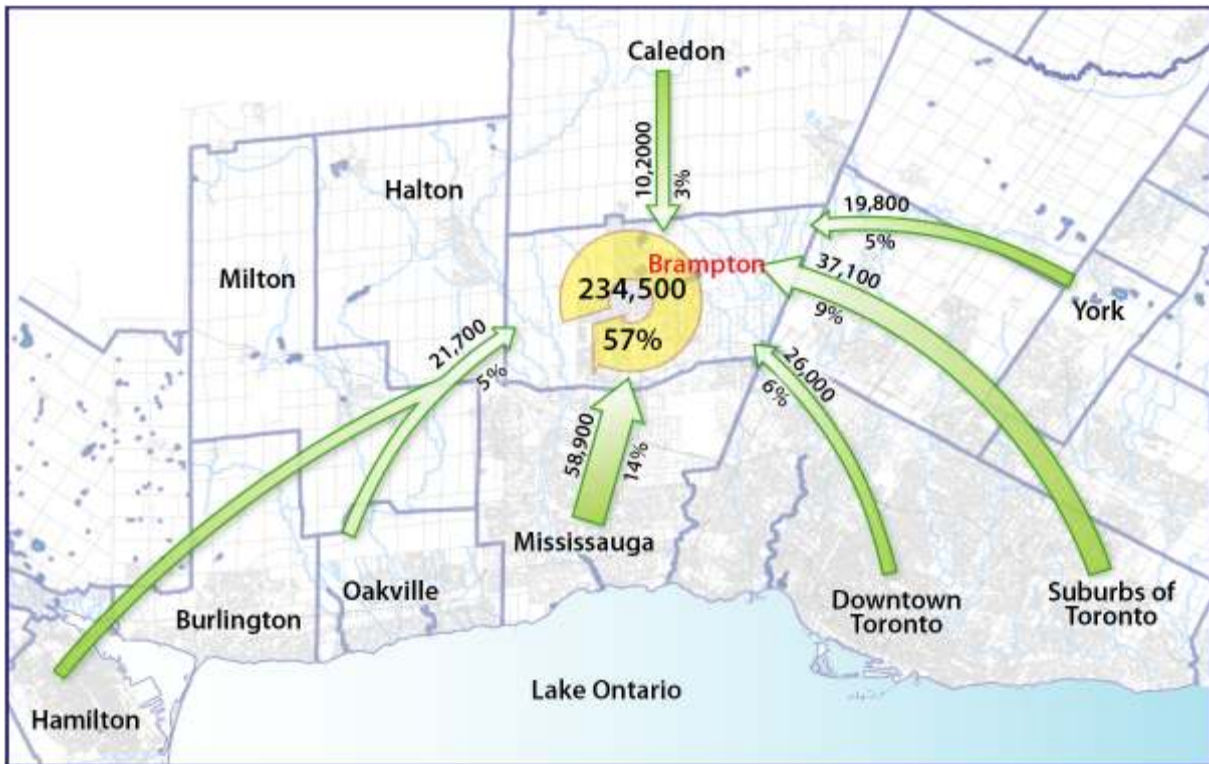 Caledon
10,2000
3%
Halton
19,800
5%
Brampton
37,100
9%
Milton
234,500
57%
York
21,700
5%
26,000
6%
58,900
14%
Mississauga
Oakville
Burlington
Downtown
Toronto
Suburbs of
Toronto
Lake Ontario
Hamilton